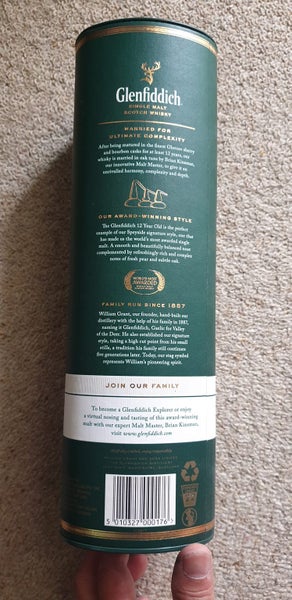 Glenfiddich
SINGLE MALT
SCOTCH WHISKY
MARRIED FOR
ULTIMATE COMPLEXITY
After being matured in the finest Oloroso sherry
and bourbon casks for at least 12 years, our
whisky is married in oak tuns by Brian Kinsman,
our innovative Malt Master, to give it an
unrivalled harmony, complexity and depth.
OUR AWARD-WINNING STYLE
The Glenfiddich 12 Year Old is the perfect
example of our Speyside signature style, one that
has made us the world's most awarded single
malt. A smooth and beautifully balanced taste
complemented by refreshingly rich and complex
notes of fresh pear and subtle oak.
WORLD'S MOST
AWARDED
FAMILY RUN SINCE 1887
William Grant, our founder, hand-built our
distillery with the help of his family in 1887,
naming it Glenfiddich, Gaelic for Valley
of the Deer. He also established our signature
style, taking a high cut point from his small
stills, a tradition his family still continues
five generations later. Today, our stag symbol
represents William's pioneering spirit.
JOIN OUR FAMILY
To become a Glenfiddich Explorer or enjoy
a virtual nosing and tasting of this award-winning
malt with our expert Malt Master, Brian Kinsman,
visit www.glenfiddich.com
5 010327 000176